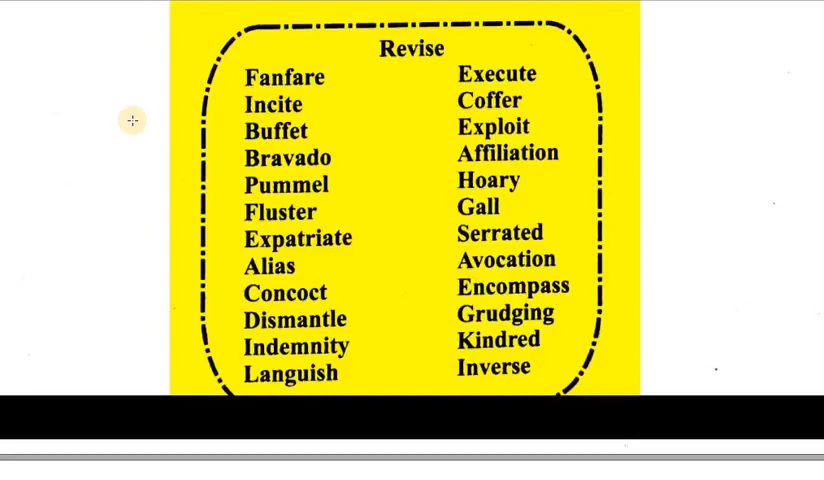 Revise
Fanfare
Incite
Buffet
Bravado
Pummel
Fluster
Expatriate
Alias
Concoct
Dismantle
Indemnity
Languish
Execute
Coffer
Exploit
Affiliation
Hoary
Gall
Serrated
Avocation
Encompass
Grudging
Kindred
Inverse